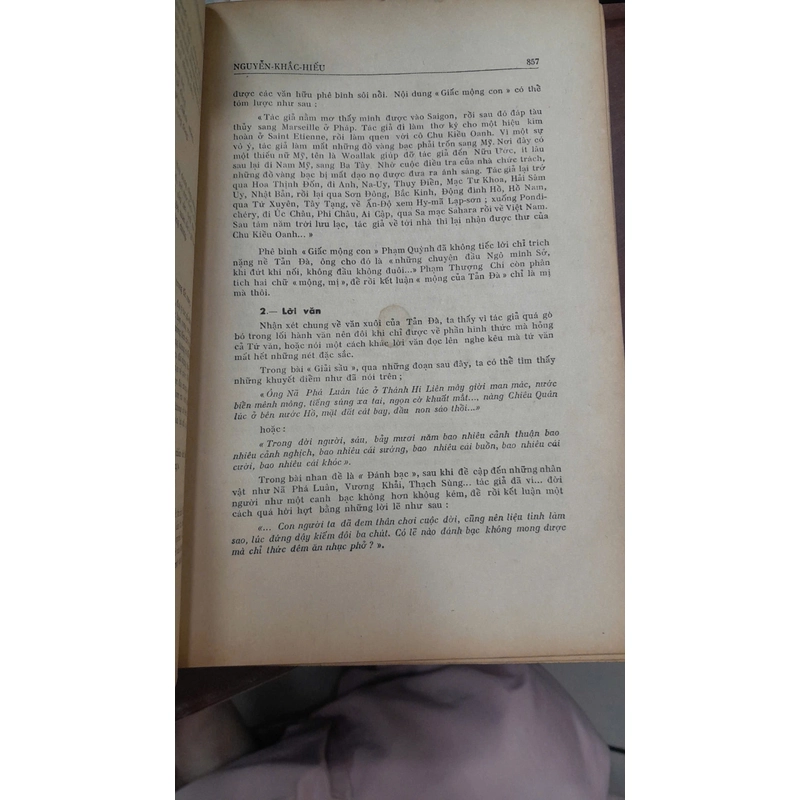 NGUYỄN-KHẮC-HIẾU 857
được các văn hữu phê bình sôi nổi. Nội dung «Giấc mộng con» có thể
tóm lược như sau :
«Tác giả nằm mơ thấy mình được vào Saigon, rồi sau đó đáp tàu
thủy sang Marseille ở Pháp. Tác giả đi làm thơ ký cho một hiệu kim
hoàn ở Saint Etienne, rồi làm quen với cô Chu Kiều Oanh. Vì một sự
vô ý, tác giả làm mất những đồ vàng bạc phải trốn sang Mỹ. Nơi đây có
một thiếu nữ Mỹ, tên là Woallak giúp đỡ tác giả đến Nữu Ước, ít lâu
sau lại đi Nam Mỹ, sang Ba Tây Nhờ cuộc điều tra của nhà chức trách,
những đồ vàng bạc bị mất dạo nọ được đưa ra ánh sáng. Tác giả lại trở
qua Hoa Thịnh Đốn, đi Anh, Na-Uy, Thụy Điển, Mạc Tư Khoa, Hải Sâm
Uy, Nhật Bản, rồi lại qua Sơn Đông, Bắc Kinh, Động đình Hồ, Hồ Nam,
qua Tứ Xuyên, Tây Tạng, về Ấn-Độ xem Hy-mã Lạp-sơn ; xuống Pondi-
chéry, đi Úc Châu, Phi Châu, Ai Cập, qua Sa mạc Sahara rồi về Việt Nam.
Sau tám năm trời lưu lạc, tác giả về tới nhà thì lại nhận được thư của
Chu Kiều Oanh...»
Phê bình «Giấc mộng con» Phạm Quỳnh đã không tiếc lời chỉ trích
nặng nề Tản Đà, ông cho đó là «những chuyện đầu Ngô mình Sở,
khi đứt khi nối, không đầu không đuôi...» Phạm Thượng Chi còn phân
tích hai chữ «mộng, mị», để rồi kết luận «mộng của Tản Đà» chỉ là mị
mà thôi.
2.— Lời văn
Nhận xét chung về văn xuôi của Tản Đà, ta thấy vì tác giả quá gò
bó trong lối hành văn nên đôi khi chỉ được về phần hình thức mà hỏng
cả Tứ văn, hoặc nói một cách khác lời văn đọc lên nghe kêu mà tứ văn
mất hết những nét đặc sắc.
Trong bài «Giải sầu», qua những đoạn sau đây, ta có thể tìm thấy
những khuyết điểm như đã nói trên ;
«Ông Nã Phá Luân lúc ở Thánh Hi Liên mây giời man mác, nước
biển mênh mông, tiếng súng xa tai, ngọn cờ khuất mắt..., nàng Chiêu Quân
lúc ở bên nước Hồ, mặt đất cát bay, đầu non sáo thổi...»
hoặc :
«Trong đời người, sáu, bảy mươi năm bao nhiêu cảnh thuận bao
nhiêu cảnh nghịch, bao nhiêu cái sướng, bao nhiêu cái buồn, bao nhiêu cái
cười, bao nhiêu cái khóc».
Trong bài nhan đề là «Đánh bạc», sau khi đề cập đến những nhân
vật như Nã Phá Luân, Vương Khải, Thạch Sùng... tác giả đã ví... đời
người như một canh bạc không hơn không kém, để rồi kết luận một
cách quá hời hợt bằng những lời lẽ như sau :
«... Con người ta đã đem thân chơi cuộc đời, cũng nên liệu tính làm
sao, lúc đứng dậy kiếm đôi ba chút. Có lẽ nào đánh bạc không mong được
mà chỉ thức đêm ăn nhục phở ?».